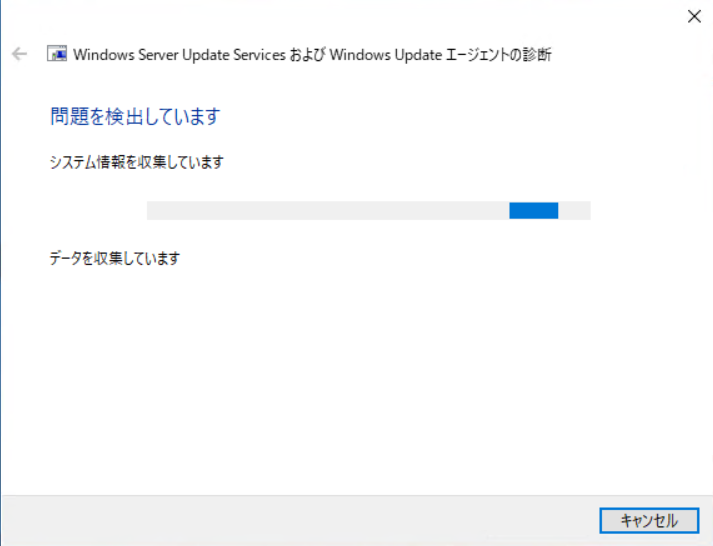 Windows Server Update Services および Windows Update エージェントの診断
問題を検出しています
システム情報を収集しています
データを収集しています
キャンセル